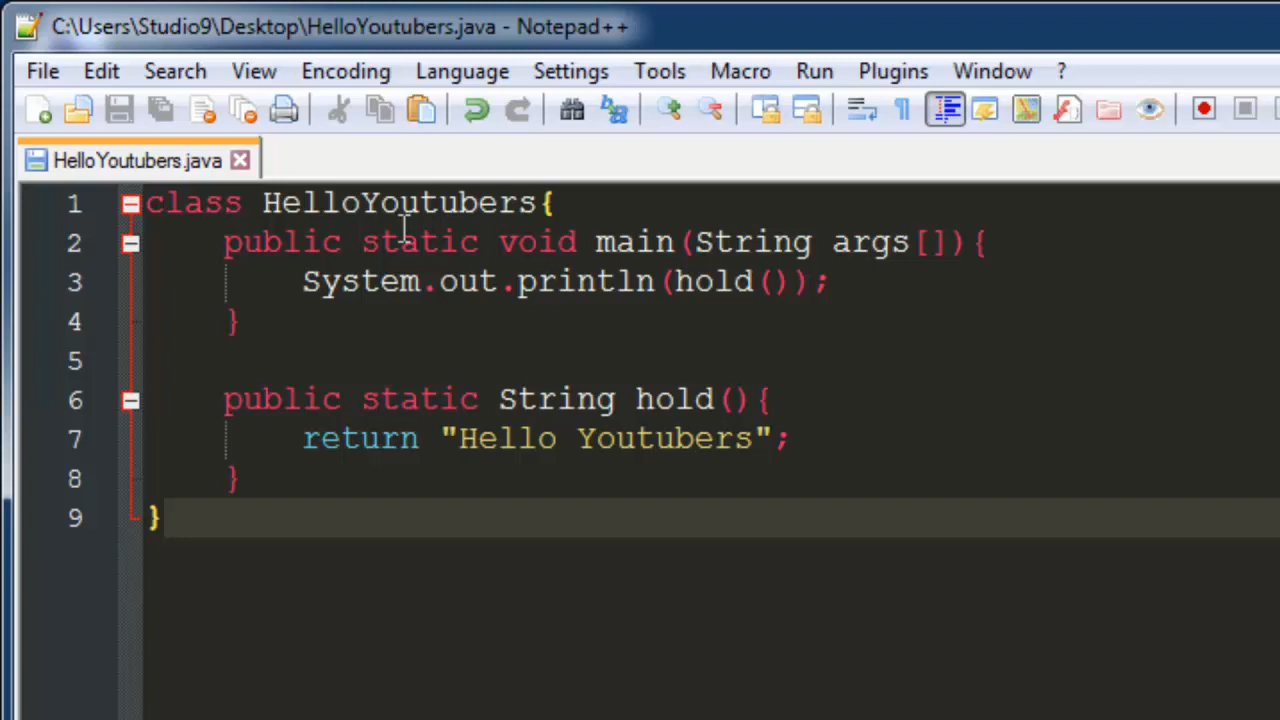 C:\Users\Studio9\Desktop\HelloYoutubers.java - Notepad++
File Edit Search View Encoding Language Settings Tools Macro Run Plugins Window ?
HelloYoutubers.java
1 class HelloYoutubers{
2 public static void main(String args[]){
3 System.out.println(hold());
4 }
5
6 public static String hold(){
7 return "Hello Youtubers";
8 }
9 }